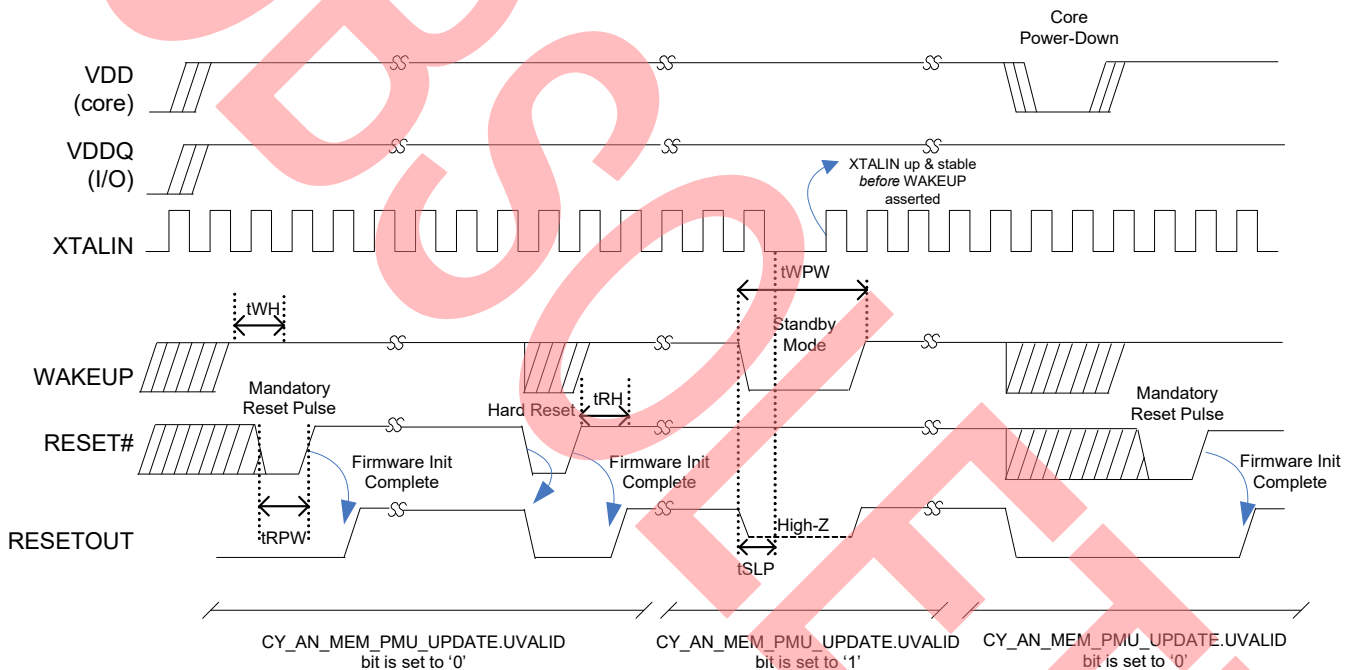 Core
Power-Down
VDD
(core)
VDDQ
(I/O)
XTALIN up & stable
before WAKEUP
asserted
XTALIN
tWPW
tWH
Standby
Mode
WAKEUP
Mandatory
Reset Pulse
Hard Reset
tRH
Mandatory
Reset Pulse
RESET#
Firmware Init
Complete
Firmware Init
Complete
Firmware Init
Complete
High-Z
RESETOUT
tRPW
tSLP
CY_AN_MEM_PMU_UPDATE.UVALID
bit is set to ‘0’
CY_AN_MEM_PMU_UPDATE.UVALID
bit is set to ‘1’
CY_AN_MEM_PMU_UPDATE.UVALID
bit is set to ‘0’